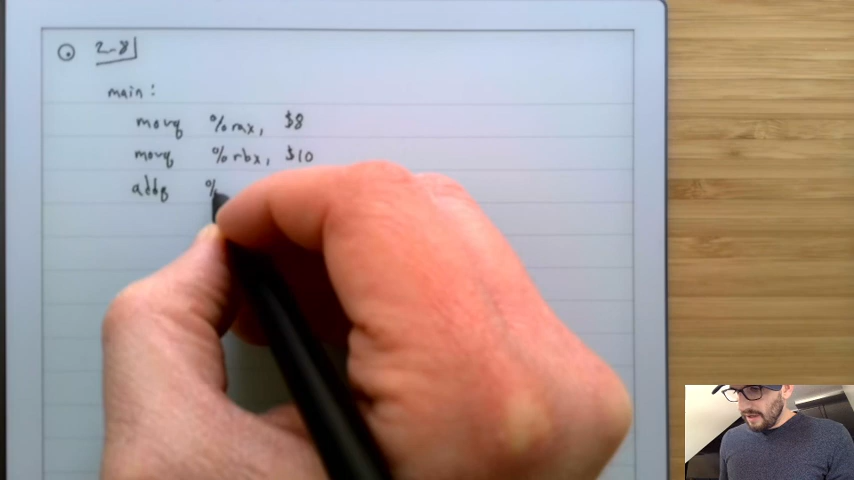 2-8
main:
movq %rax, $8
movq %rbx, $10
addq %